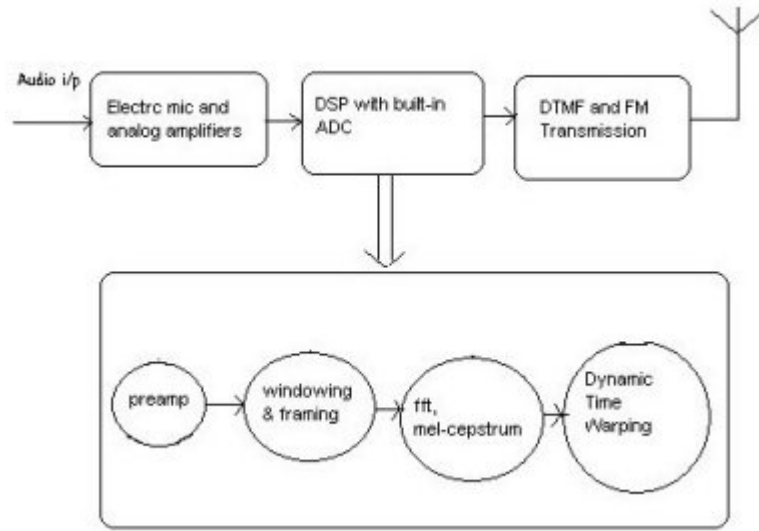 Audio i/p
Electrc mic and
analog amplifiers
DSP with built-in
ADC
DTMF and FM
Transmission
preamp
windowing
& framing
fft,
mel-cepstrum
Dynamic
Time
Warping